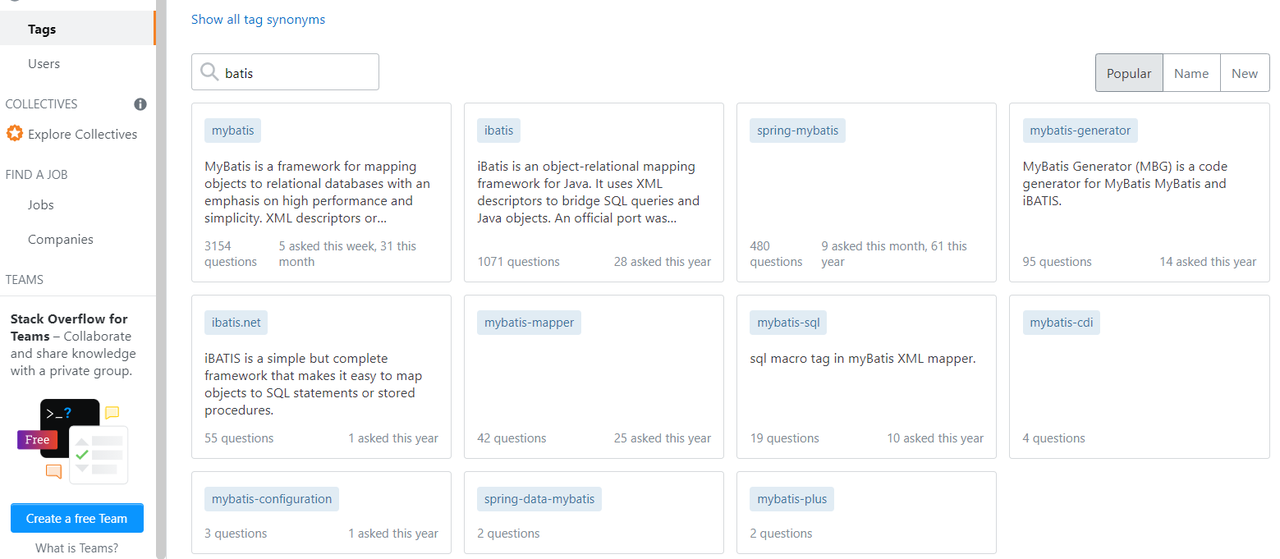 Tags
Users
COLLECTIVES
Explore Collectives
FIND A JOB
Jobs
Companies
TEAMS
Stack Overflow for
Teams – Collaborate
and share knowledge
with a private group.
>_?
Free
Create a free Team
What is Teams?
Show all tag synonyms
batis
Popular
Name
New
mybatis
MyBatis is a framework for mapping
objects to relational databases with an
emphasis on high performance and
simplicity. XML descriptors or...
3154
questions
5 asked this week, 31 this
month
ibatis
iBatis is an object-relational mapping
framework for Java. It uses XML
descriptors to bridge SQL queries and
Java objects. An official port was...
1071 questions
28 asked this year
spring-mybatis
480
questions
9 asked this month, 61 this
year
mybatis-generator
MyBatis Generator (MBG) is a code
generator for MyBatis MyBatis and
iBATIS.
95 questions
14 asked this year
ibatis.net
iBATIS is a simple but complete
framework that makes it easy to map
objects to SQL statements or stored
procedures.
55 questions
1 asked this year
mybatis-mapper
42 questions
25 asked this year
mybatis-sql
sql macro tag in myBatis XML mapper.
19 questions
10 asked this year
mybatis-cdi
4 questions
mybatis-configuration
3 questions
1 asked this year
spring-data-mybatis
2 questions
mybatis-plus
2 questions